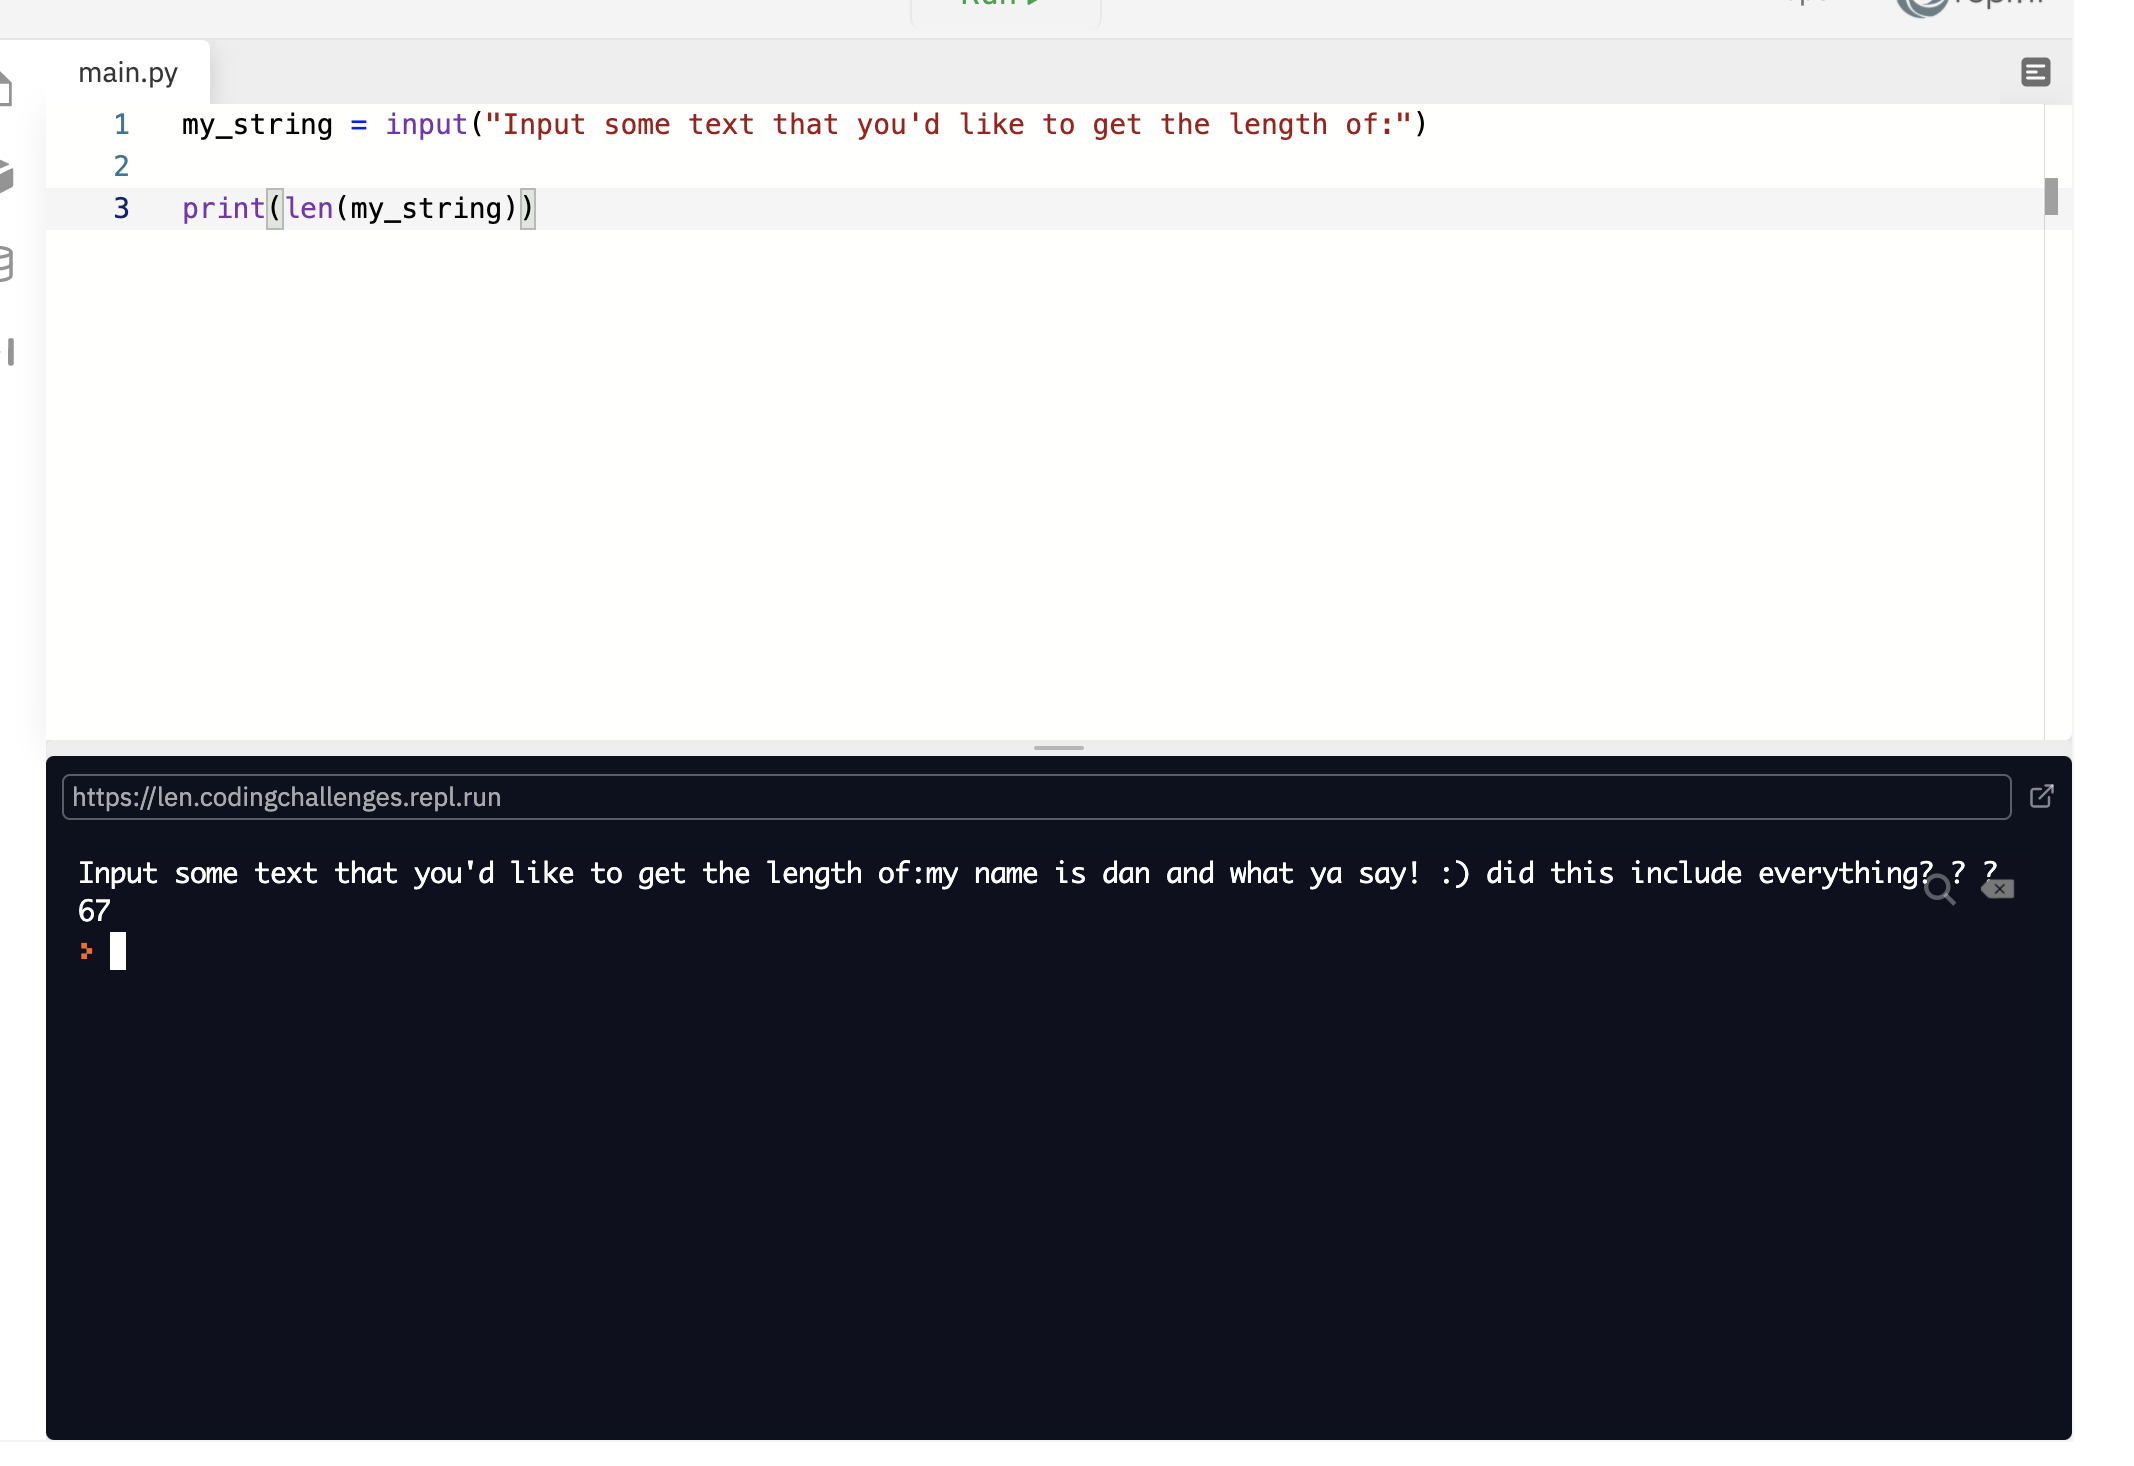 main.py
1 my_string = input("Input some text that you'd like to get the length of:")
2
3 print(len(my_string))
https://len.codingchallenges.repl.run
Input some text that you'd like to get the length of:my name is dan and what ya say! :) did this include everything? ? ?
67